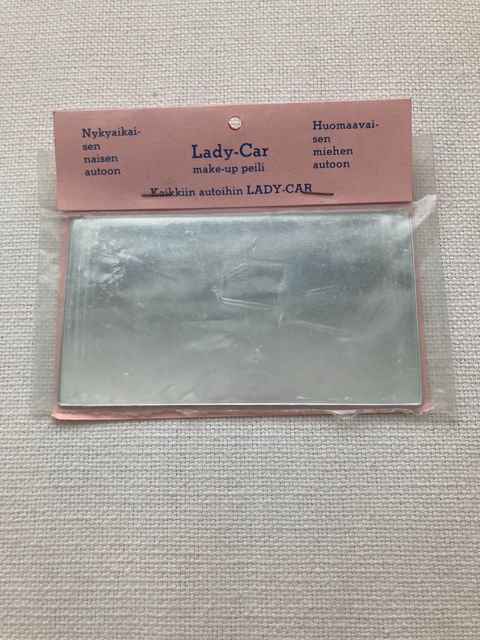 Nykyaikai-
sen
naisen
autoon
Lady-Car
make-up peili
Huomaavai-
sen
miehen
autoon
Kaikkiin autoihin LADY-CAR